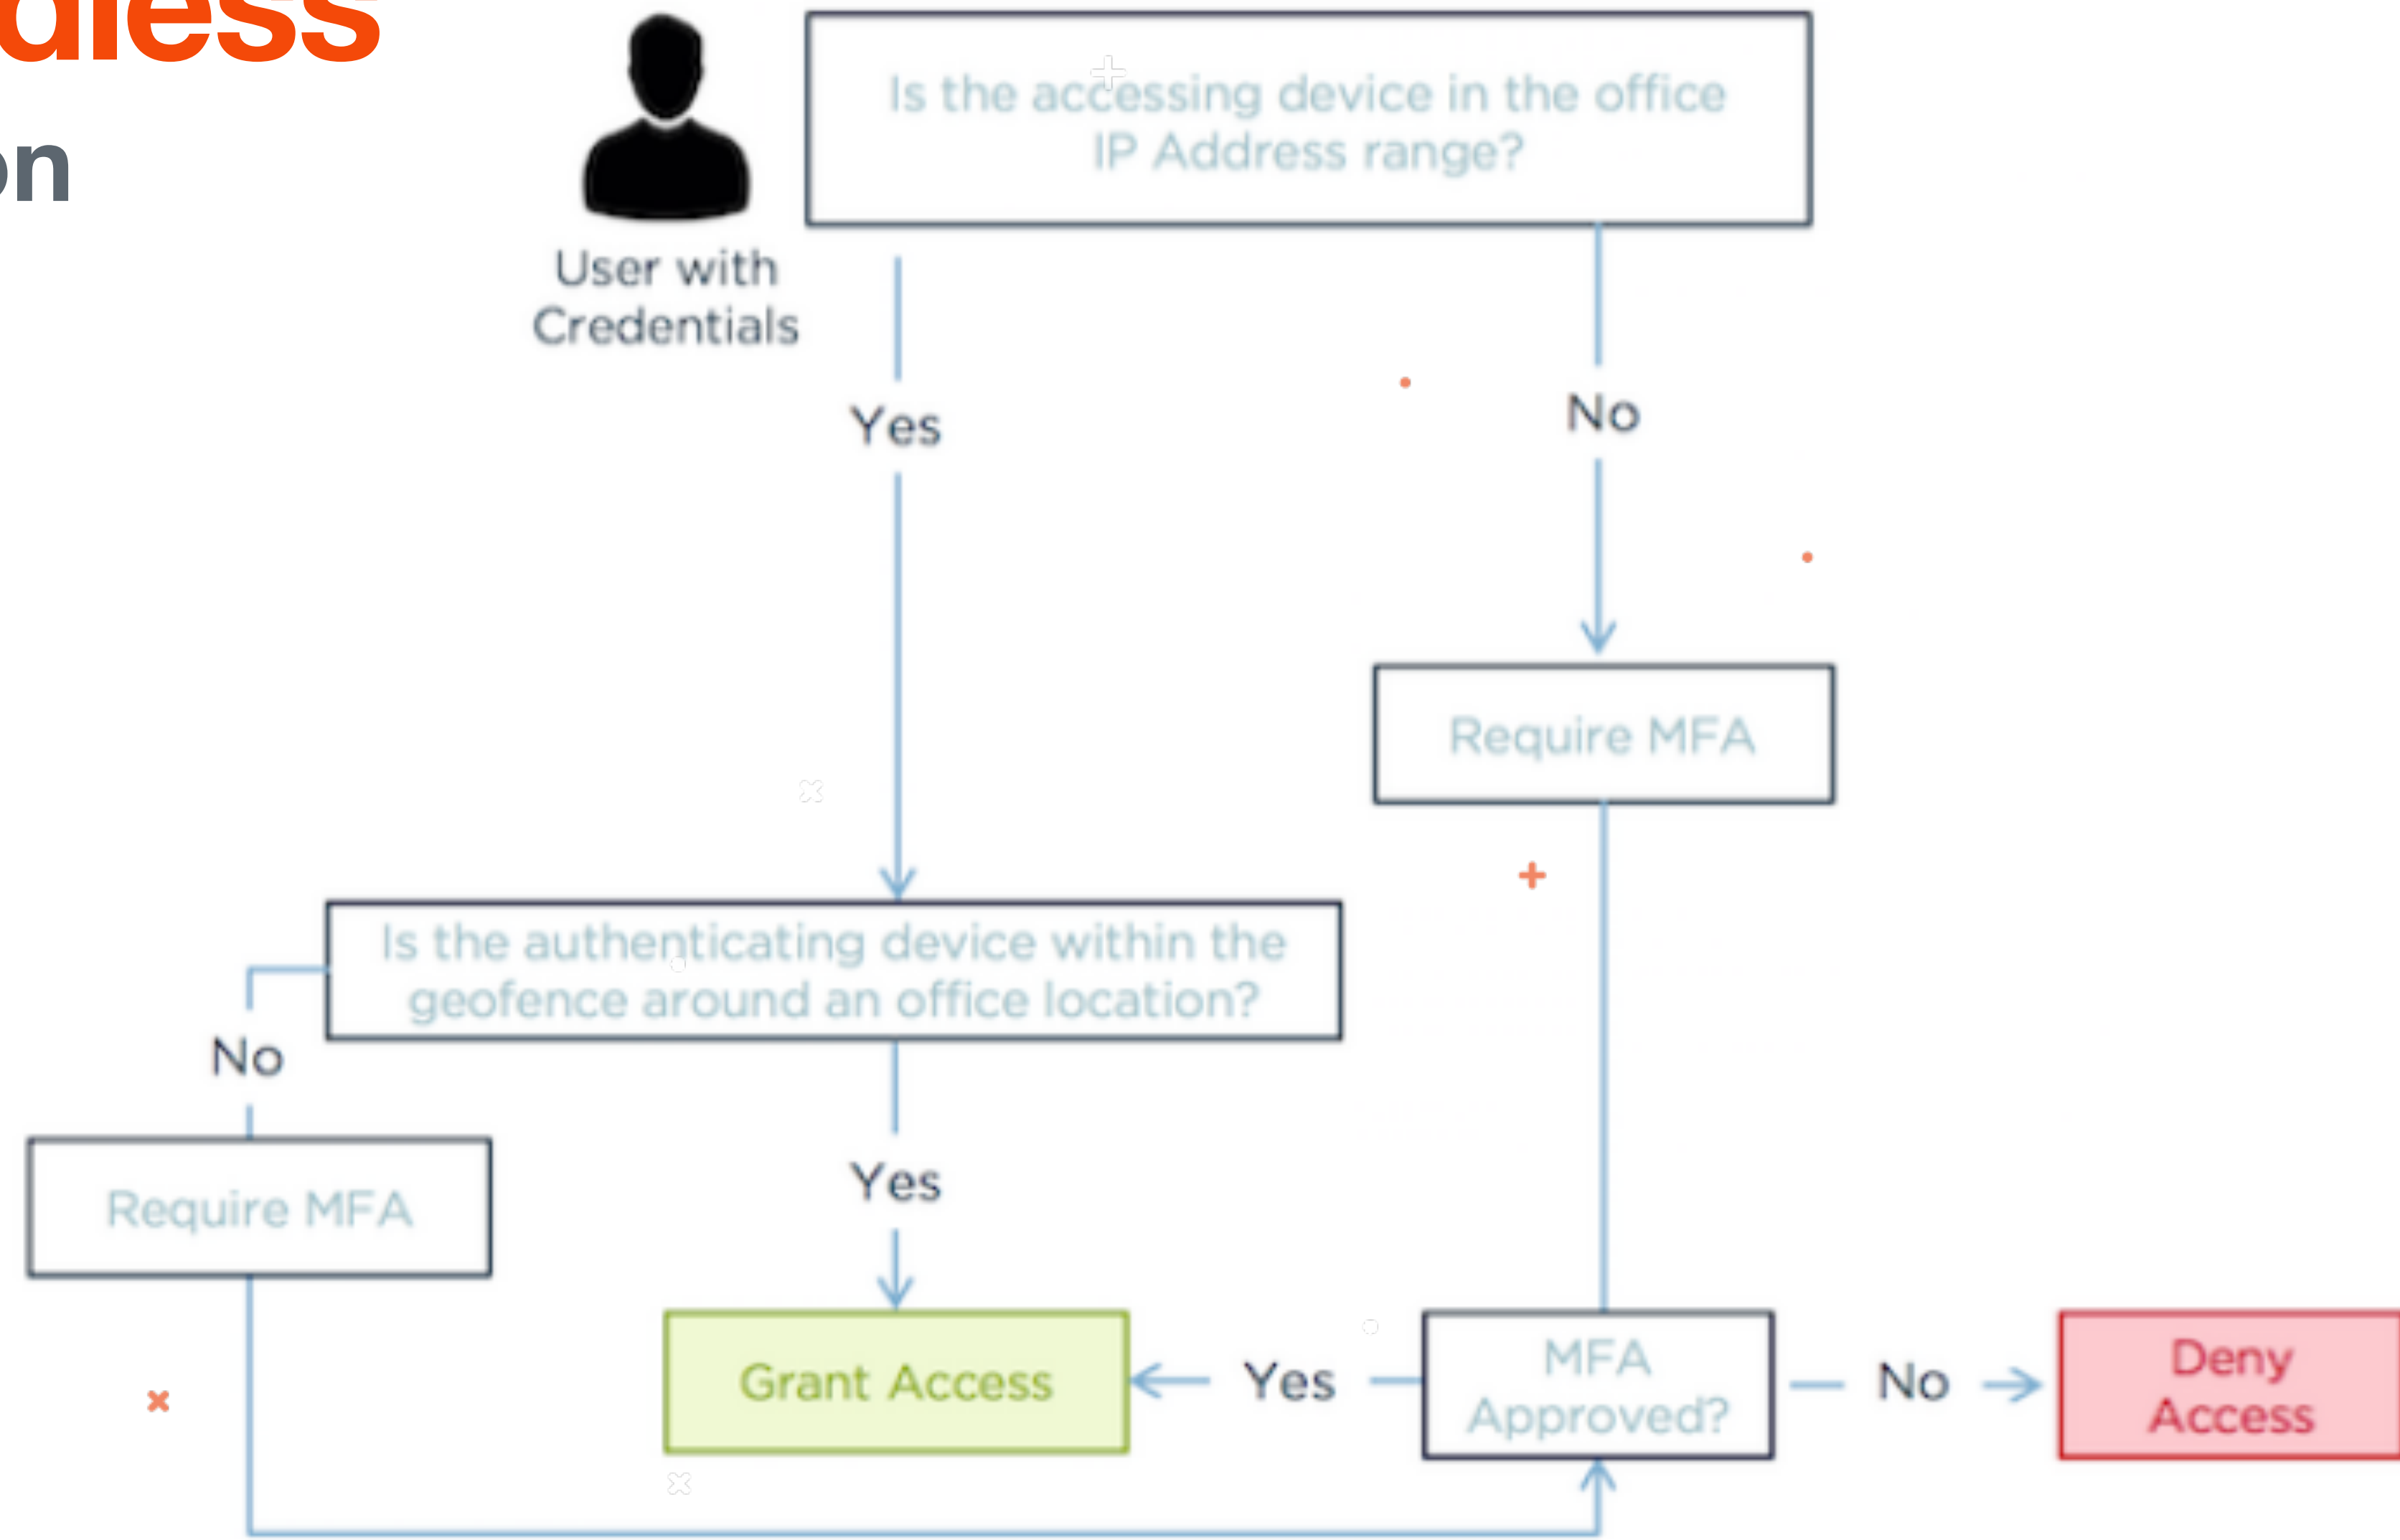 Is the accessing device in the office
IP Address range?
User with
Credentials
Yes
No
Require MFA
Is the authenticating device within the
geofence around an office location?
No
Yes
Require MFA
Grant Access
Yes
MFA
Approved?
No
Deny
Access